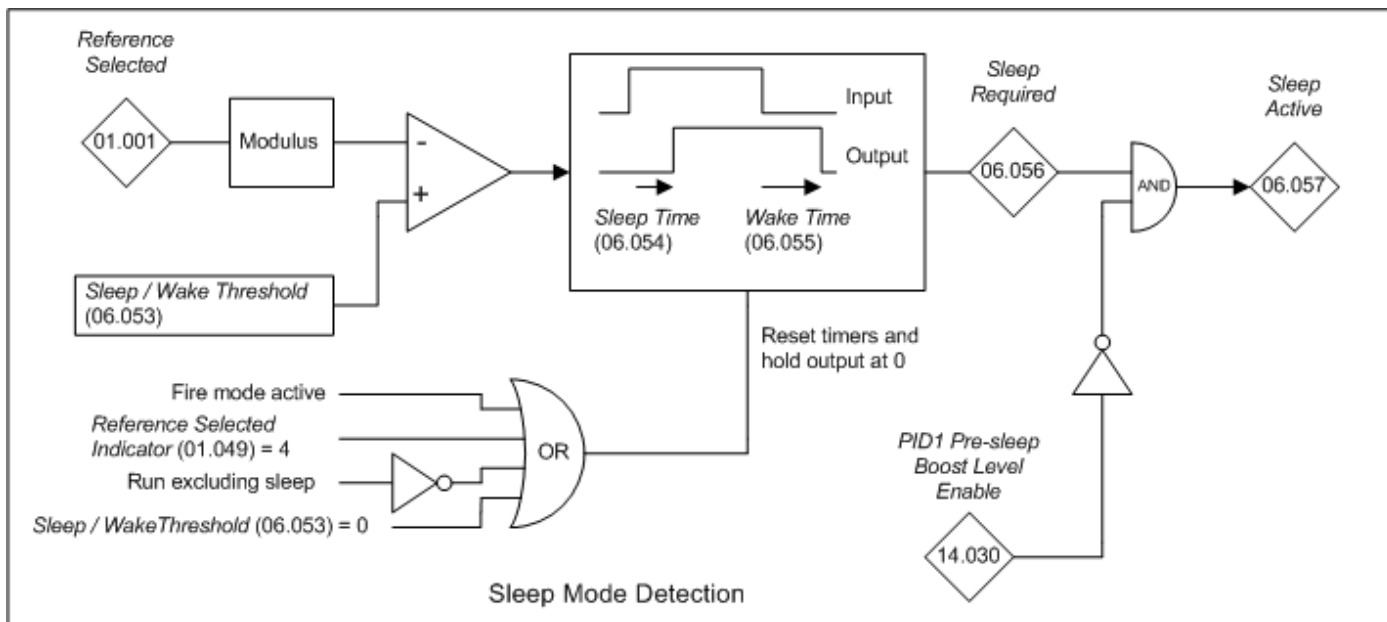 Reference
Selected
01.001
Modulus
-
+
Sleep / Wake Threshold
(06.053)
Input
Output
Sleep Time
(06.054)
Wake Time
(06.055)
Sleep
Required
06.056
AND
Sleep
Active
06.057
Reset timers and
hold output at 0
Fire mode active
Reference Selected
Indicator (01.049) = 4
Run excluding sleep
Sleep / WakeThreshold (06.053) = 0
OR
PID1 Pre-sleep
Boost Level
Enable
14.030
Sleep Mode Detection